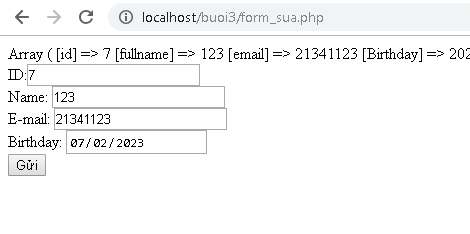 localhost/buoi3/form_sua.php
Array ( [id] => 7 [fullname] => 123 [email] => 21341123 [Birthday] => 202
ID: 7
Name: 123
E-mail: 21341123
Birthday: 07/02/2023
Gửi